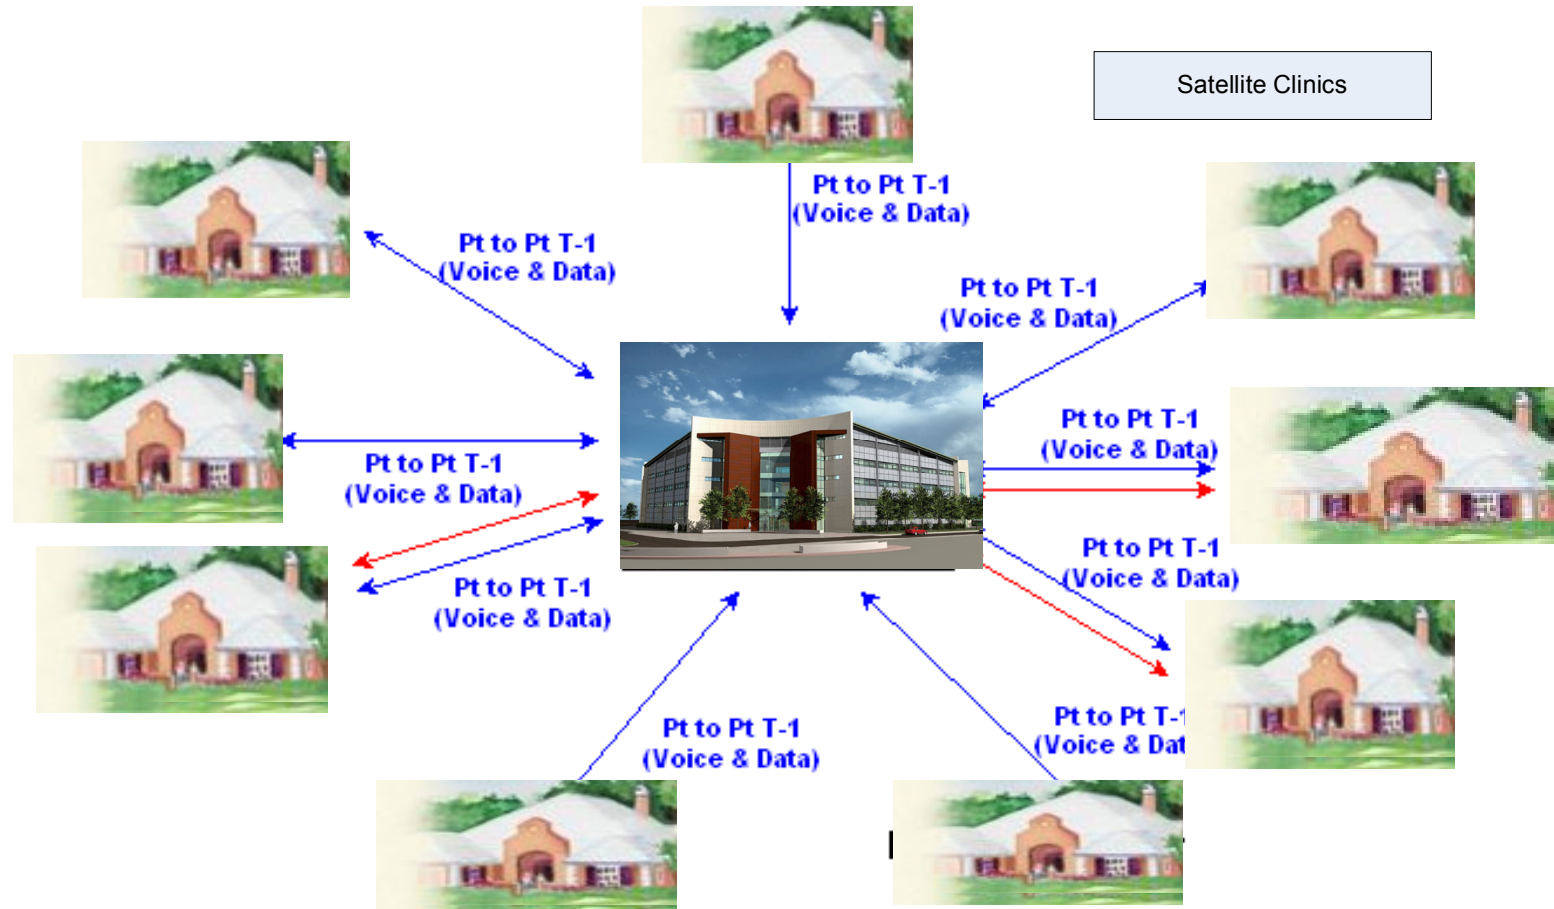 Satellite Clinics
Pt to Pt T-1
(Voice & Data)
Pt to Pt T-1
(Voice & Data)
Pt to Pt T-1
(Voice & Data)
Pt to Pt T-1
(Voice & Data)
Pt to Pt T-1
(Voice & Data)
Pt to Pt T-1
(Voice & Data)
Pt to Pt T-1
(Voice & Data)
Pt to Pt T-1
(Voice & Data)
Pt to Pt T-
(Voice &